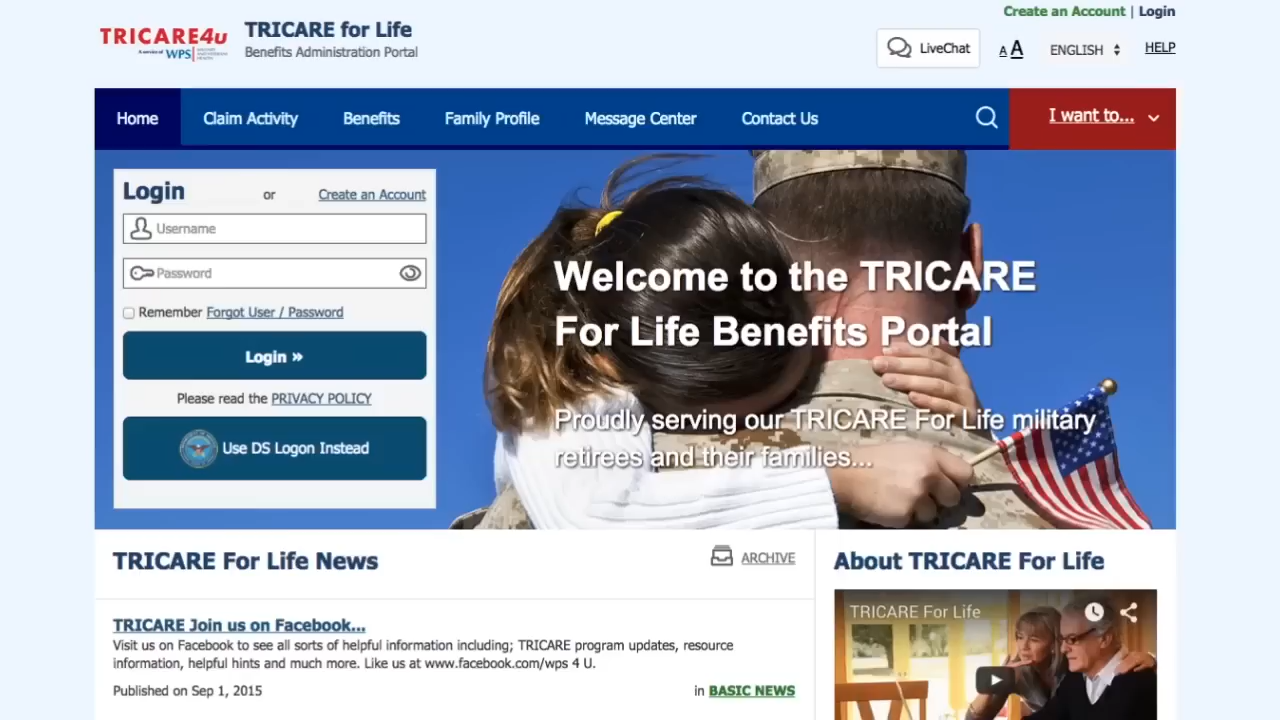 Create an Account | Login
TRICARE4u
WPS
TRICARE for Life
Benefits Administration Portal
LiveChat
A A
ENGLISH
HELP
Home
Claim Activity
Benefits
Family Profile
Message Center
Contact Us
I want to...
Login
or
Create an Account
Username
Password
Remember Forgot User / Password
Login »
Please read the PRIVACY POLICY
Use DS Logon Instead
Welcome to the TRICARE
For Life Benefits Portal
Proudly serving our TRICARE For Life military
retirees and their families...
TRICARE For Life News
ARCHIVE
TRICARE Join us on Facebook...
Visit us on Facebook to see all sorts of helpful information including; TRICARE program updates, resource
information, helpful hints and much more. Like us at www.facebook.com/wps 4 U.
Published on Sep 1, 2015
in BASIC NEWS
About TRICARE For Life
TRICARE For Life